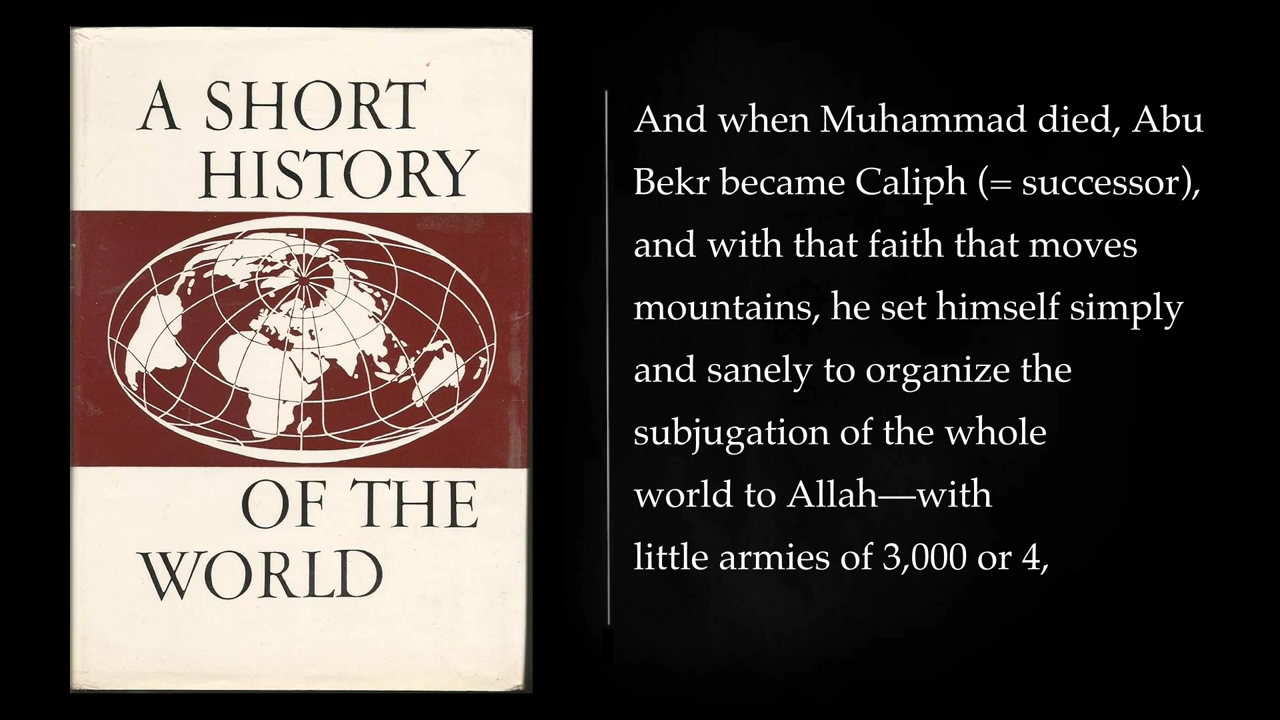 A SHORT
HISTORY
OF THE
WORLD
And when Muhammad died, Abu
Bekr became Caliph (= successor),
and with that faith that moves
mountains, he set himself simply
and sanely to organize the
subjugation of the whole
world to Allah—with
little armies of 3,000 or 4,